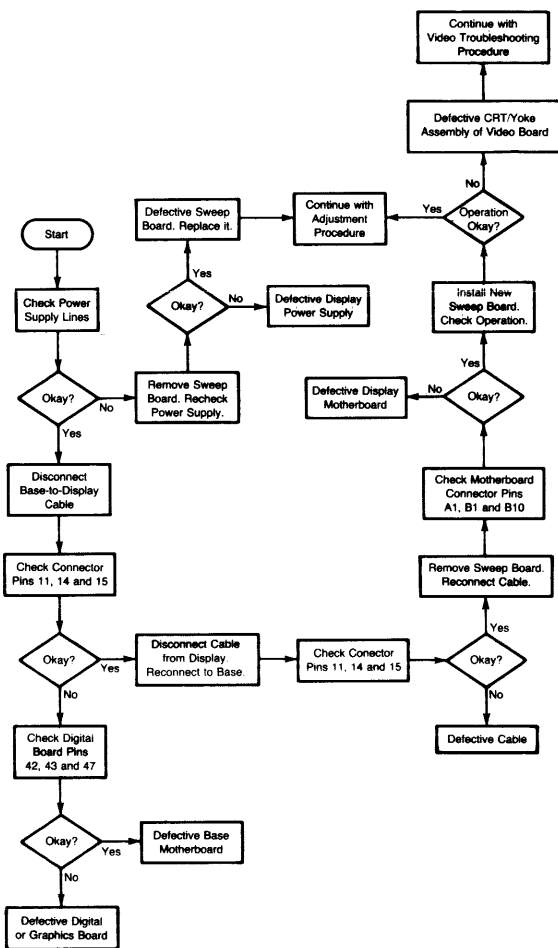 Continue with
Video Troubleshooting
Procedure
Defective CRT/Yoke
Assembly of Video Board
No
Defective Sweep
Board. Replace it.
Continue with
Adjustment
Procedure
Yes
Operation
Okay?
Start
Yes
Check Power
Supply Lines
Okay?
No
Defective Display
Power Supply
Install New
Sweep Board.
Check Operation.
Yes
Okay?
No
Yes
Remove Sweep
Board. Recheck
Power Supply.
Defective Display
Motherboard
No
Okay?
Disconnect
Base-to-Display
Cable
Check Motherboard
Connector Pins
A1, B1 and B10
Check Connector
Pins 11, 14 and 15
Remove Sweep Board.
Reconnect Cable.
Yes
Okay?
Yes
No
Disconnect Cable
from Display.
Reconnect to Base.
Check Conector
Pins 11, 14 and 15
Okay?
No
Check Digital
Board Pins
42, 43 and 47
Defective Cable
Okay?
Yes
No
Defective Base
Motherboard
Defective Digital
or Graphics Board